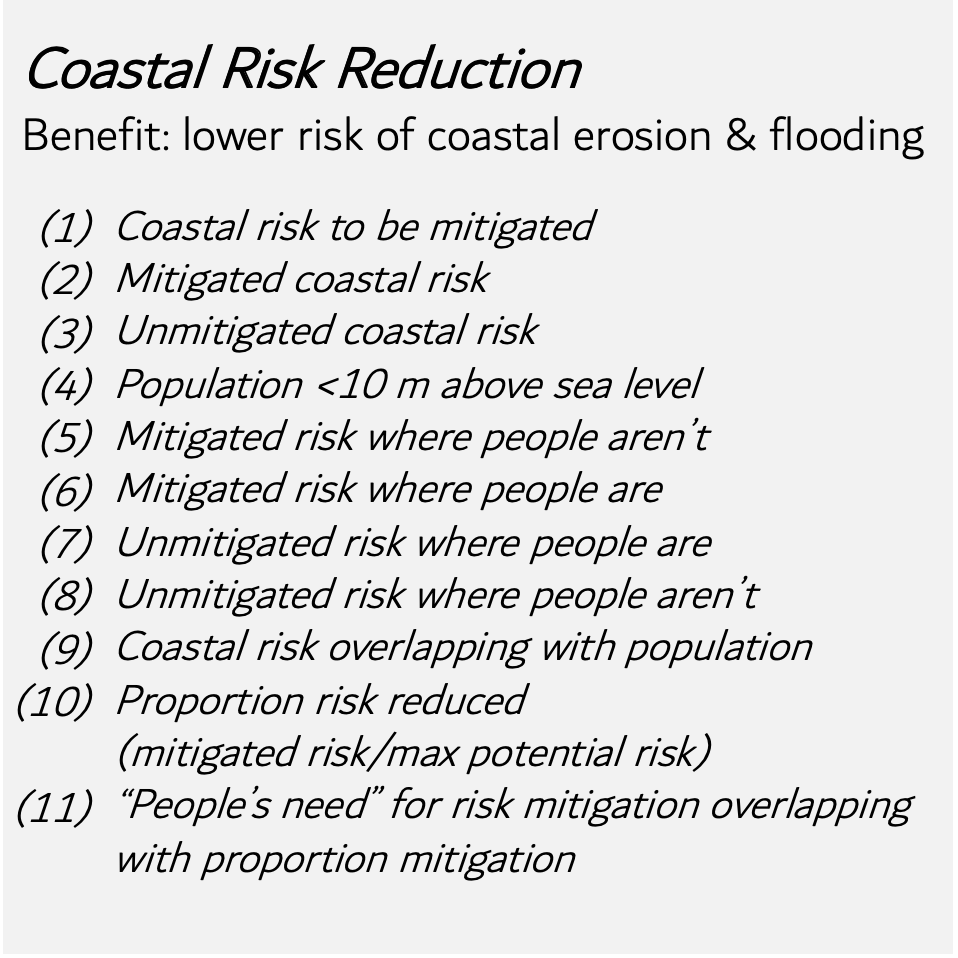 Coastal Risk Reduction
Benefit: lower risk of coastal erosion & flooding
(1) Coastal risk to be mitigated
(2) Mitigated coastal risk
(3) Unmitigated coastal risk
(4) Population <10 m above sea level
(5) Mitigated risk where people aren’t
(6) Mitigated risk where people are
(7) Unmitigated risk where people are
(8) Unmitigated risk where people aren’t
(9) Coastal risk overlapping with population
(10) Proportion risk reduced
(mitigated risk/max potential risk)
(11) “People’s need” for risk mitigation overlapping
with proportion mitigation